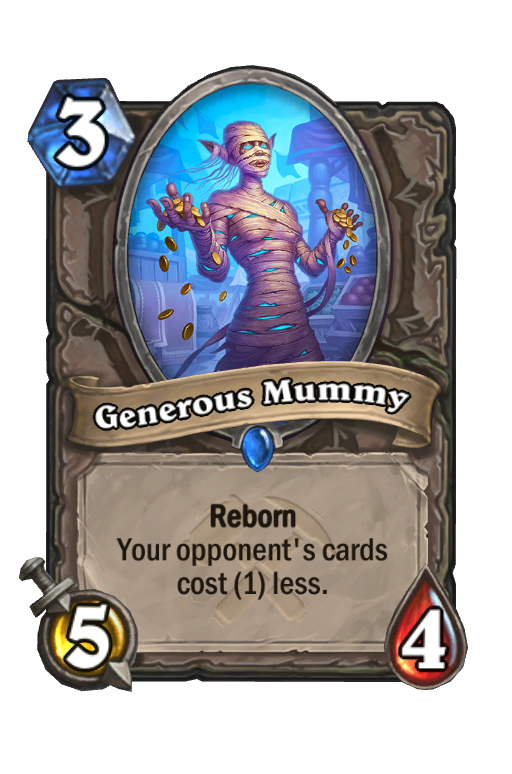 3
Generous Mummy
Reborn
Your opponent's cards
cost (1) less.
5
4